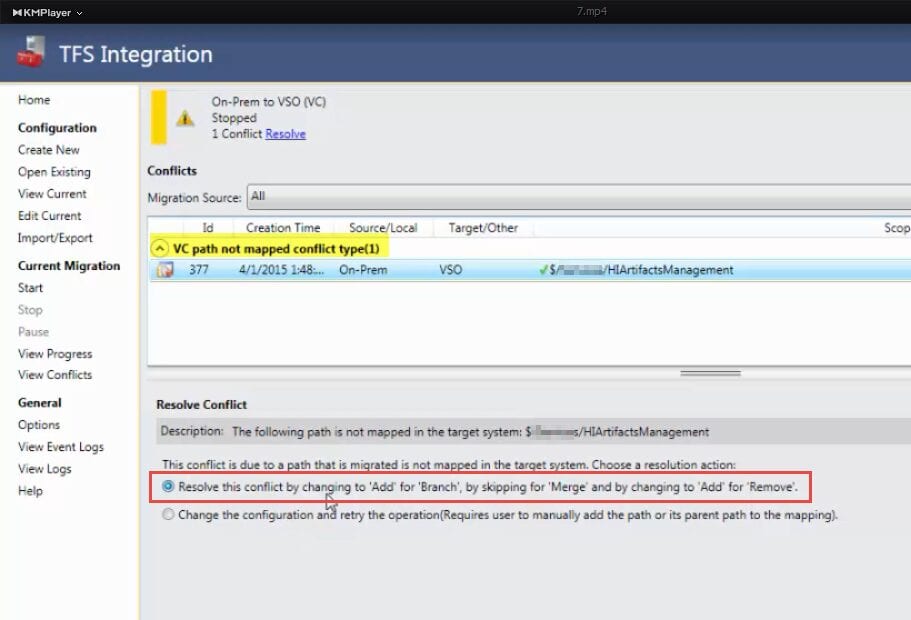 KMPlayer
7.mp4
TFS Integration
Home
Configuration
Create New
Open Existing
View Current
Edit Current
Import/Export
Current Migration
Start
Stop
Pause
View Progress
View Conflicts
General
Options
View Event Logs
View Logs
Help
On-Prem to VSO (VC)
Stopped
1 Conflict Resolve
Conflicts
Migration Source: All
Id Creation Time Source/Local Target/Other Scop
VC path not mapped conflict type(1)
377 4/1/2015 1:48:... On-Prem VSO $/ /HIArtifactsManagement
Resolve Conflict
Description: The following path is not mapped in the target system: $ s/HIArtifactsManagement
This conflict is due to a path that is migrated is not mapped in the target system. Choose a resolution action:
Resolve this conflict by changing to 'Add' for 'Branch', by skipping for 'Merge' and by changing to 'Add' for 'Remove'.
Change the configuration and retry the operation(Requires user to manually add the path or its parent path to the mapping).